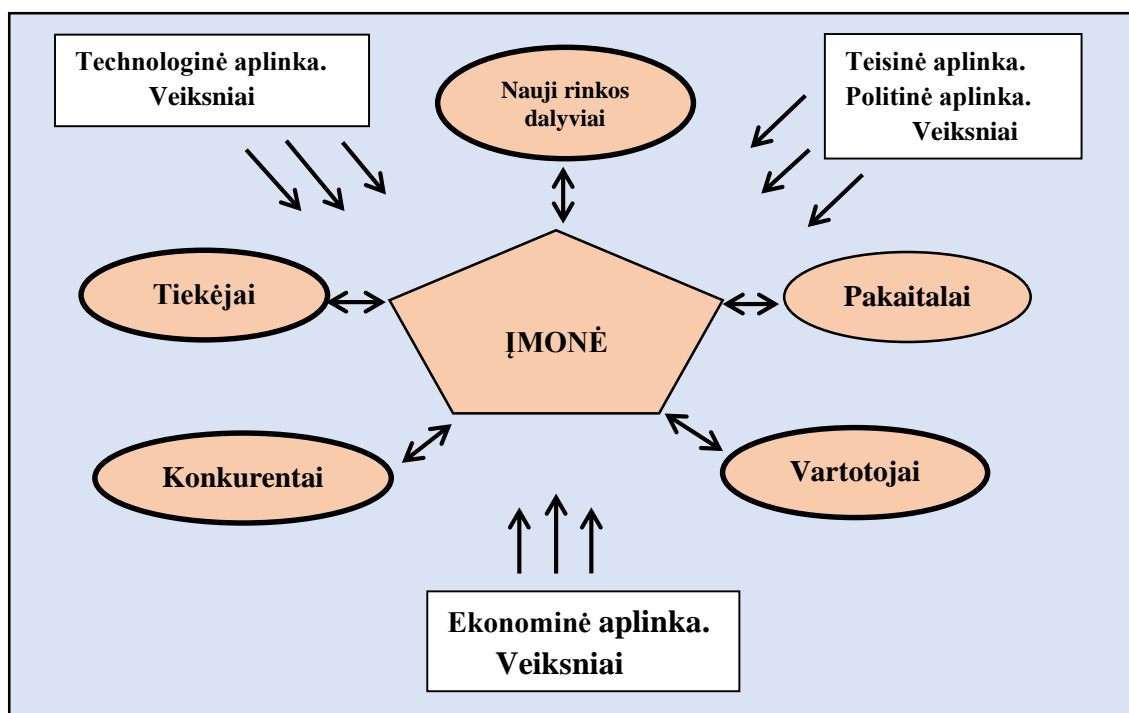 Technologinė aplinka.
Veiksniai
Nauji rinkos
dalyviai
Teisinė aplinka.
Politinė aplinka.
Veiksniai
Tiekėjai
Pakaitalai
ĮMONĖ
Konkurentai
Vartotojai
Ekonominė aplinka.
Veiksniai